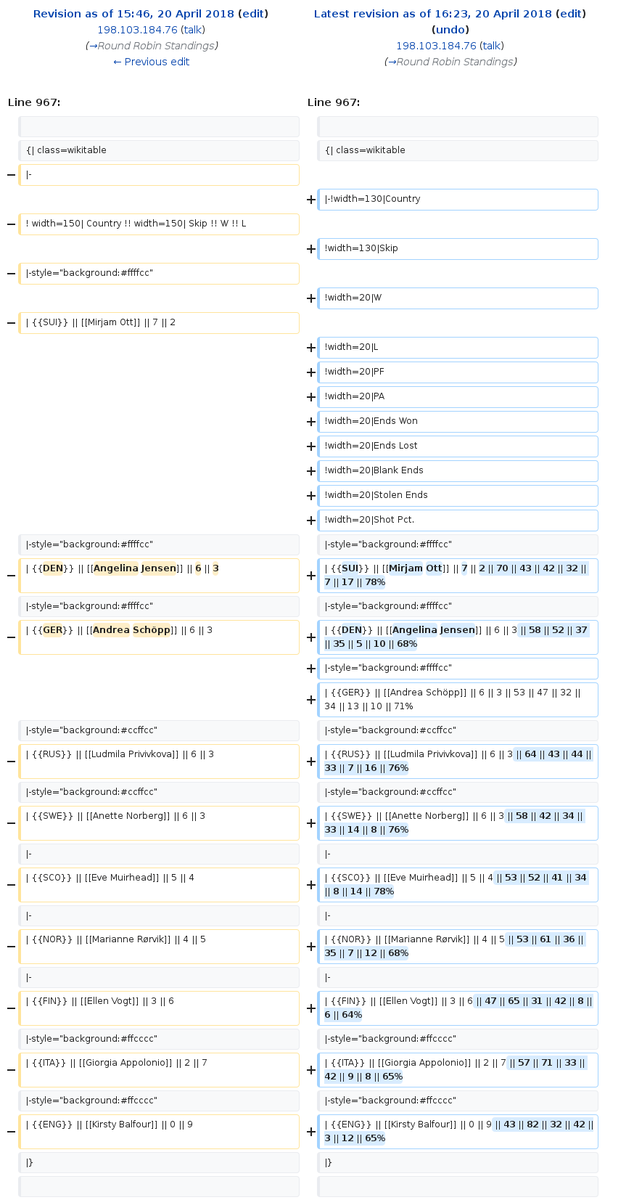 Revision as of 15:46, 20 April 2018 (edit)
198.103.184.76 (talk)
(→Round Robin Standings)
← Previous edit
Latest revision as of 16:23, 20 April 2018 (edit)
(undo)
198.103.184.76 (talk)
(→Round Robin Standings)
Line 967:
Line 967:
{| class=wikitable
{| class=wikitable
− |-
+ |-!width=130|Country
− ! width=150| Country !! width=150| Skip !! W !! L
+ !width=130|Skip
− |-style="background:#ffffcc"
+ !width=20|W
− | {{SUI}} || [[Mirjam Ott]] || 7 || 2
+ !width=20|L
+ !width=20|PF
+ !width=20|PA
+ !width=20|Ends Won
+ !width=20|Ends Lost
+ !width=20|Blank Ends
+ !width=20|Stolen Ends
+ !width=20|Shot Pct.
|-style="background:#ffffcc"
|-style="background:#ffffcc"
− | {{DEN}} || [[Angelina Jensen]] || 6 || 3
+ | {{SUI}} || [[Mirjam Ott]] || 7 || 2 || 70 || 43 || 42 || 32 ||
7 || 17 || 78%
|-style="background:#ffffcc"
|-style="background:#ffffcc"
− | {{GER}} || [[Andrea Schöpp]] || 6 || 3
+ | {{DEN}} || [[Angelina Jensen]] || 6 || 3 || 58 || 52 || 37
|| 35 || 5 || 10 || 68%
+ |-style="background:#ffffcc"
+ | {{GER}} || [[Andrea Schöpp]] || 6 || 3 || 53 || 47 || 32 ||
34 || 13 || 10 || 71%
|-style="background:#ccffcc"
|-style="background:#ccffcc"
− | {{RUS}} || [[Ludmila Privivkova]] || 6 || 3
+ | {{RUS}} || [[Ludmila Privivkova]] || 6 || 3 || 64 || 43 || 44 ||
33 || 7 || 16 || 76%
|-style="background:#ccffcc"
|-style="background:#ccffcc"
− | {{SWE}} || [[Anette Norberg]] || 6 || 3
+ | {{SWE}} || [[Anette Norberg]] || 6 || 3 || 58 || 42 || 34 ||
33 || 14 || 8 || 76%
|-
|-
− | {{SCO}} || [[Eve Muirhead]] || 5 || 4
+ | {{SCO}} || [[Eve Muirhead]] || 5 || 4 || 53 || 52 || 41 || 34
|| 8 || 14 || 78%
|-
|-
− | {{NOR}} || [[Marianne Rørvik]] || 4 || 5
+ | {{NOR}} || [[Marianne Rørvik]] || 4 || 5 || 53 || 61 || 36 ||
35 || 7 || 12 || 68%
|-
|-
− | {{FIN}} || [[Ellen Vogt]] || 3 || 6
+ | {{FIN}} || [[Ellen Vogt]] || 3 || 6 || 47 || 65 || 31 || 42 || 8 ||
6 || 64%
|-style="background:#ffcccc"
|-style="background:#ffcccc"
− | {{ITA}} || [[Giorgia Appolonio]] || 2 || 7
+ | {{ITA}} || [[Giorgia Appolonio]] || 2 || 7 || 57 || 71 || 33 ||
42 || 9 || 8 || 65%
|-style="background:#ffcccc"
|-style="background:#ffcccc"
− | {{ENG}} || [[Kirsty Balfour]] || 0 || 9
+ | {{ENG}} || [[Kirsty Balfour]] || 0 || 9 || 43 || 82 || 32 || 42 ||
3 || 12 || 65%
|}
|}